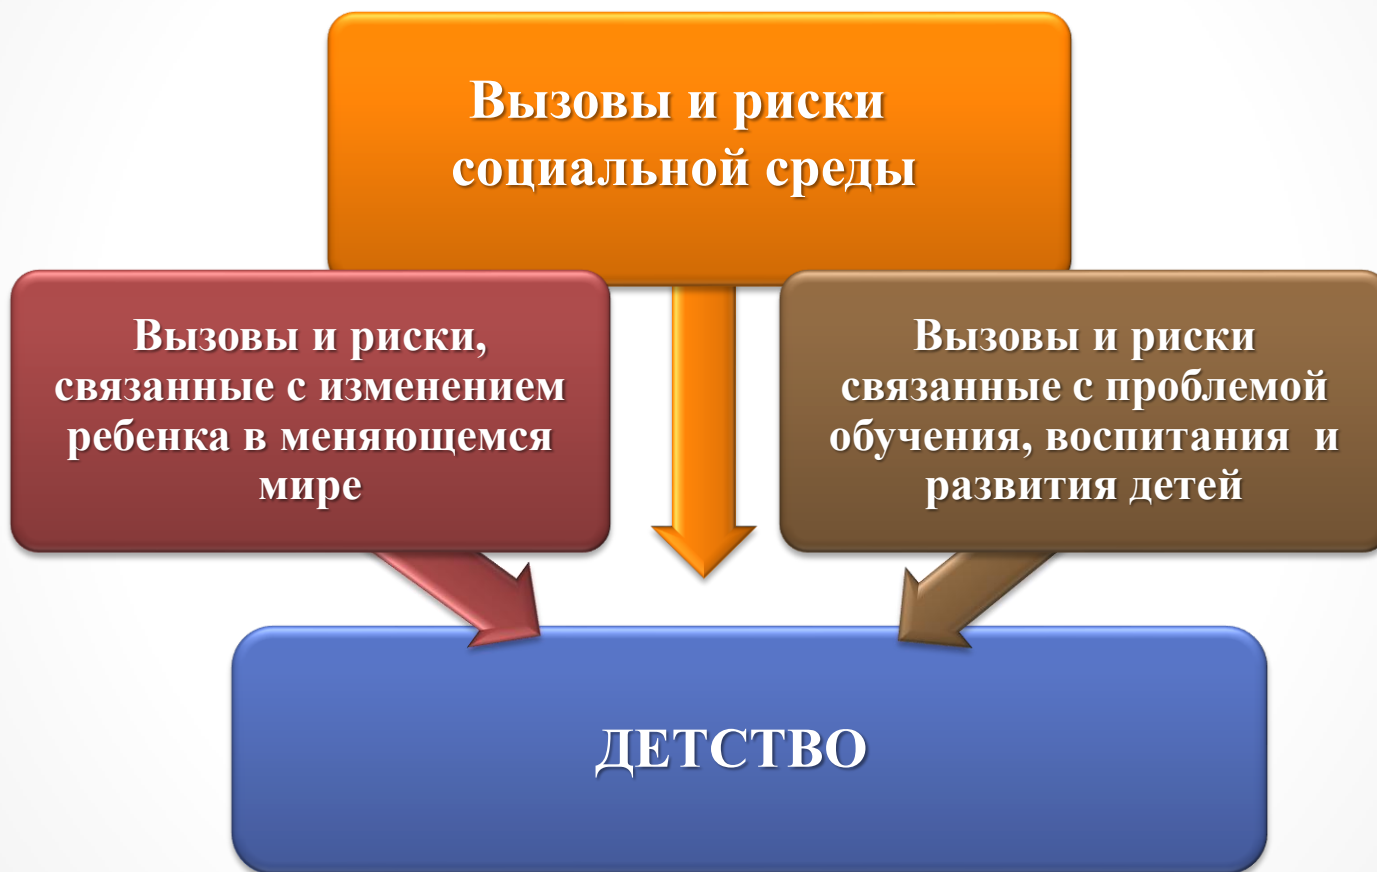 Вызовы и риски
социальной среды
Вызовы и риски,
связанные с изменением
ребенка в меняющемся
мире
Вызовы и риски
связанные с проблемой
обучения, воспитания  и
развития детей
ДЕТСТВО